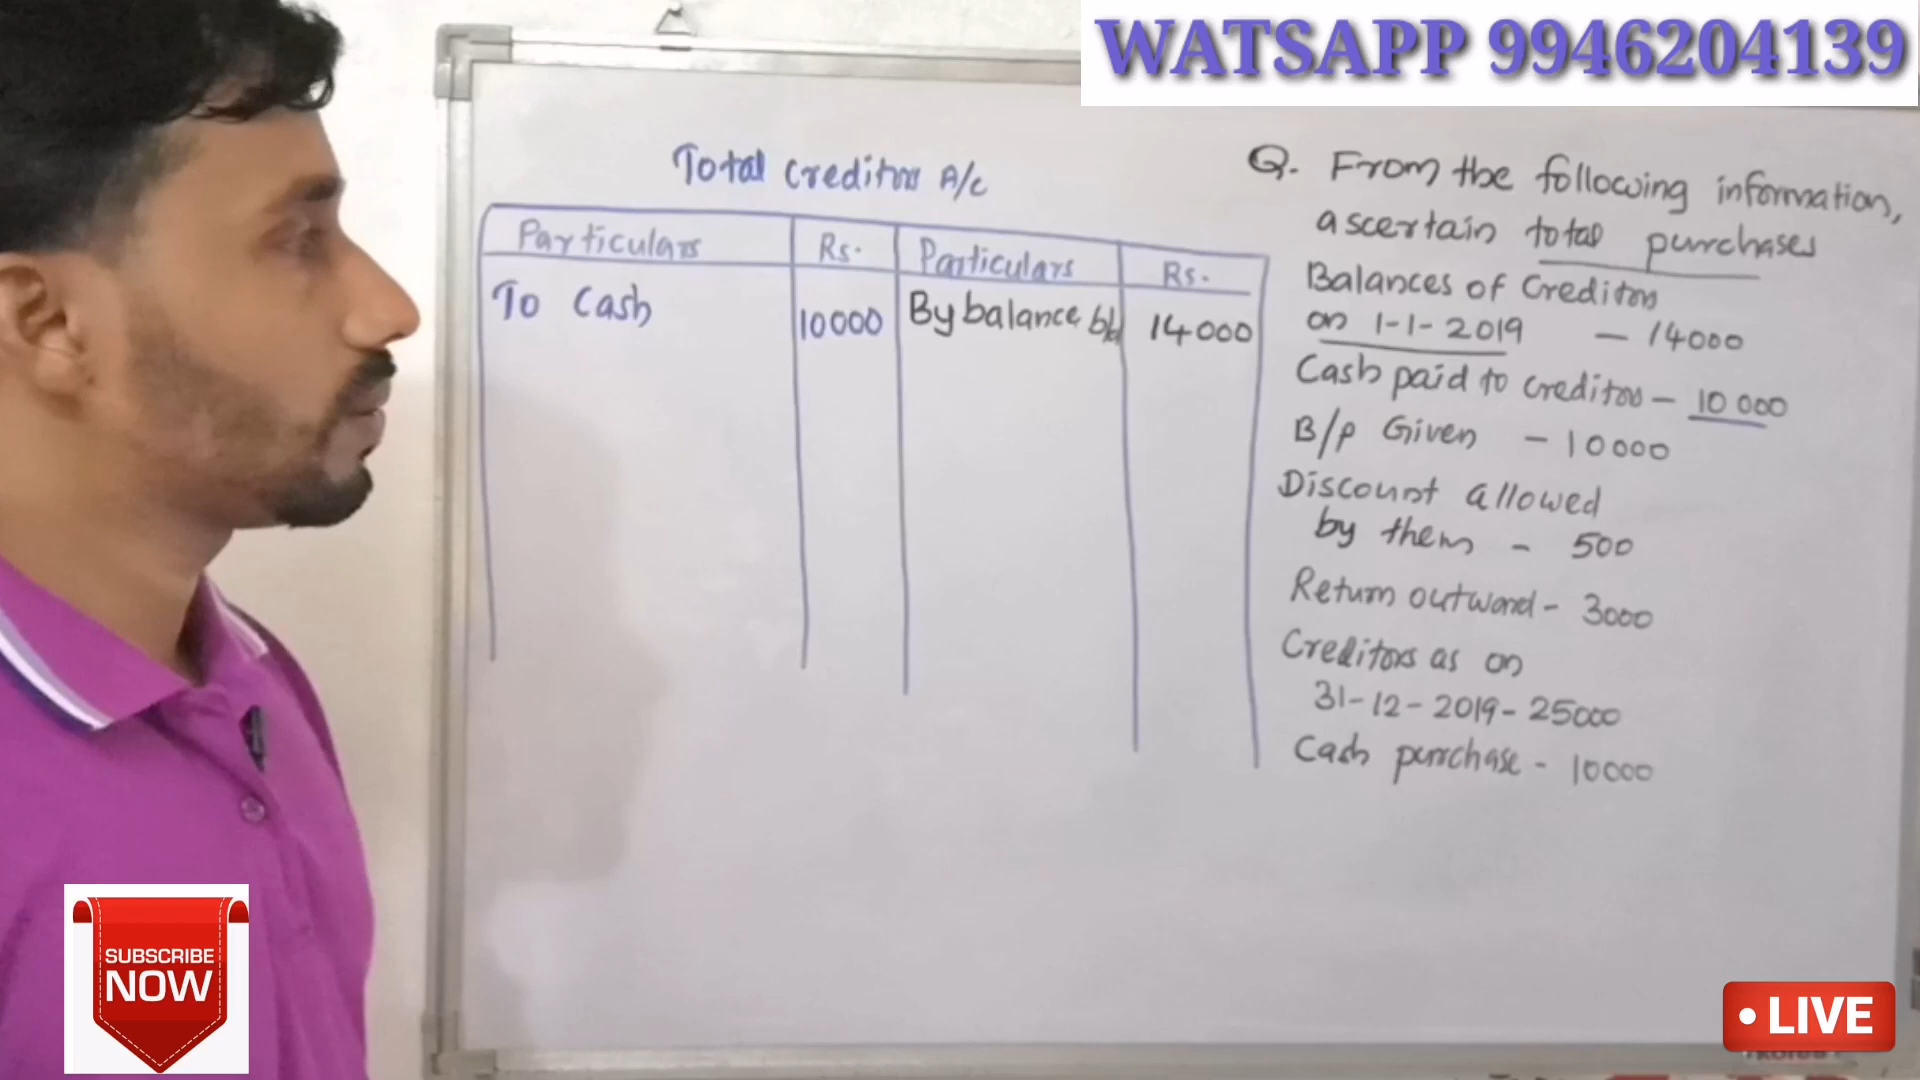 WATSAPP 9946204139
Total Creditors A/c
Particulars Rs. Particulars Rs.
To Cash 10000 By balance b/d 14000
Q. From the following information,
ascertain total purchases
Balances of Creditors
on 1-1-2019 - 14000
Cash paid to creditors - 10000
B/P Given - 10000
Discount allowed
by them - 500
Return outward - 3000
Creditors as on
31-12-2019 - 25000
Cash purchase - 10000
SUBSCRIBE
NOW
LIVE